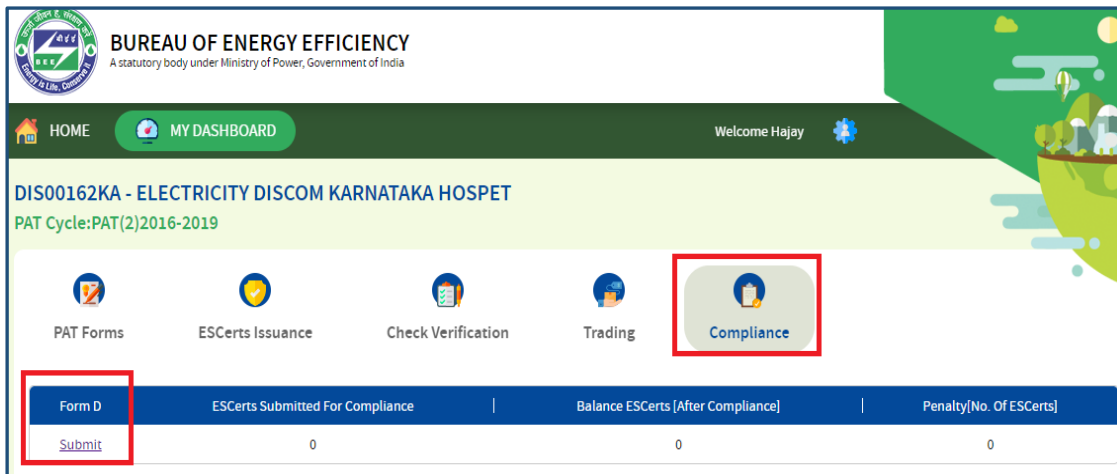 BUREAU OF ENERGY EFFICIENCY
A statutory body under Ministry of Power, Government of India
BEE
HOME MY DASHBOARD Welcome Hajay
DIS00162KA - ELECTRICITY DISCOM KARNATAKA HOSPET
PAT Cycle:PAT(2)2016-2019
PAT Forms ESCerts Issuance Check Verification Trading Compliance
Form D ESCerts Submitted For Compliance Balance ESCerts [After Compliance] Penalty[No. Of ESCerts]
Submit 0 0 0